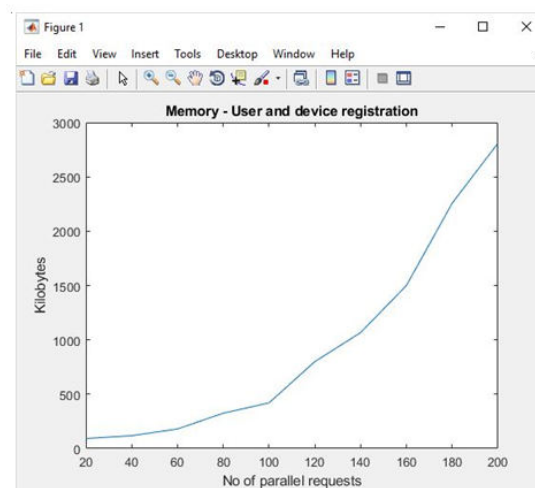 Figure 1
File Edit View Insert Tools Desktop Window Help
Memory - User and device registration
3000
2500
2000
1500
1000
500
0
Kilobytes
20 40 60 80 100 120 140 160 180 200
No of parallel requests